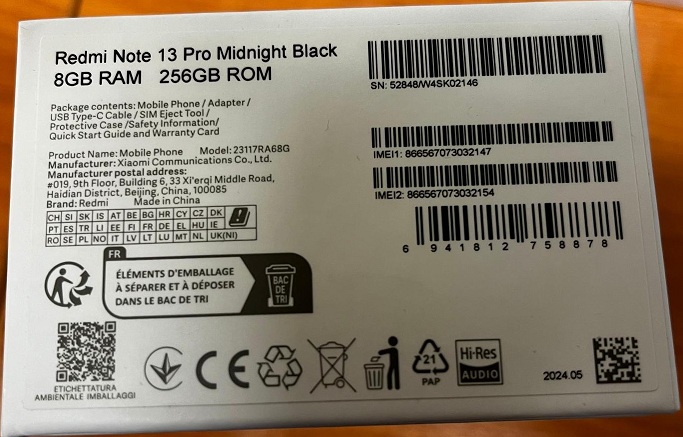 Redmi Note 13 Pro Midnight Black
8GB RAM 256GB ROM
SN: 52848/W4SK02146
Package contents: Mobile Phone / Adapter /
USB Type-C Cable / SIM Eject Tool /
Protective Case /Safety Information/
Quick Start Guide and Warranty Card
Product Name: Mobile Phone Model: 23117RA68G
Manufacturer: Xiaomi Communications Co., Ltd.
Manufacturer postal address:
#019, 9th Floor, Building 6, 33 Xi'erqi Middle Road,
Haidian District, Beijing, China, 100085
Brand: Redmi Made in China
IMEI1: 866567073032147
IMEI2: 866567073032154
6 941812 758878
CH SI SK IS AT BE BG HR CY CZ DK
PT ES TR LI EE FI FR DE EL HU IE
RO SE PL NO IT LV LT LU MT NL UK(NI)
FR
ÉLÉMENTS D'EMBALLAGE
À SÉPARER ET À DÉPOSER
DANS LE BAC DE TRI
BAC
DE
TRI
ETICHETTATURA
AMBIENTALE IMBALLAGGI
CE
21
PAP
Hi-Res
AUDIO
2024.05